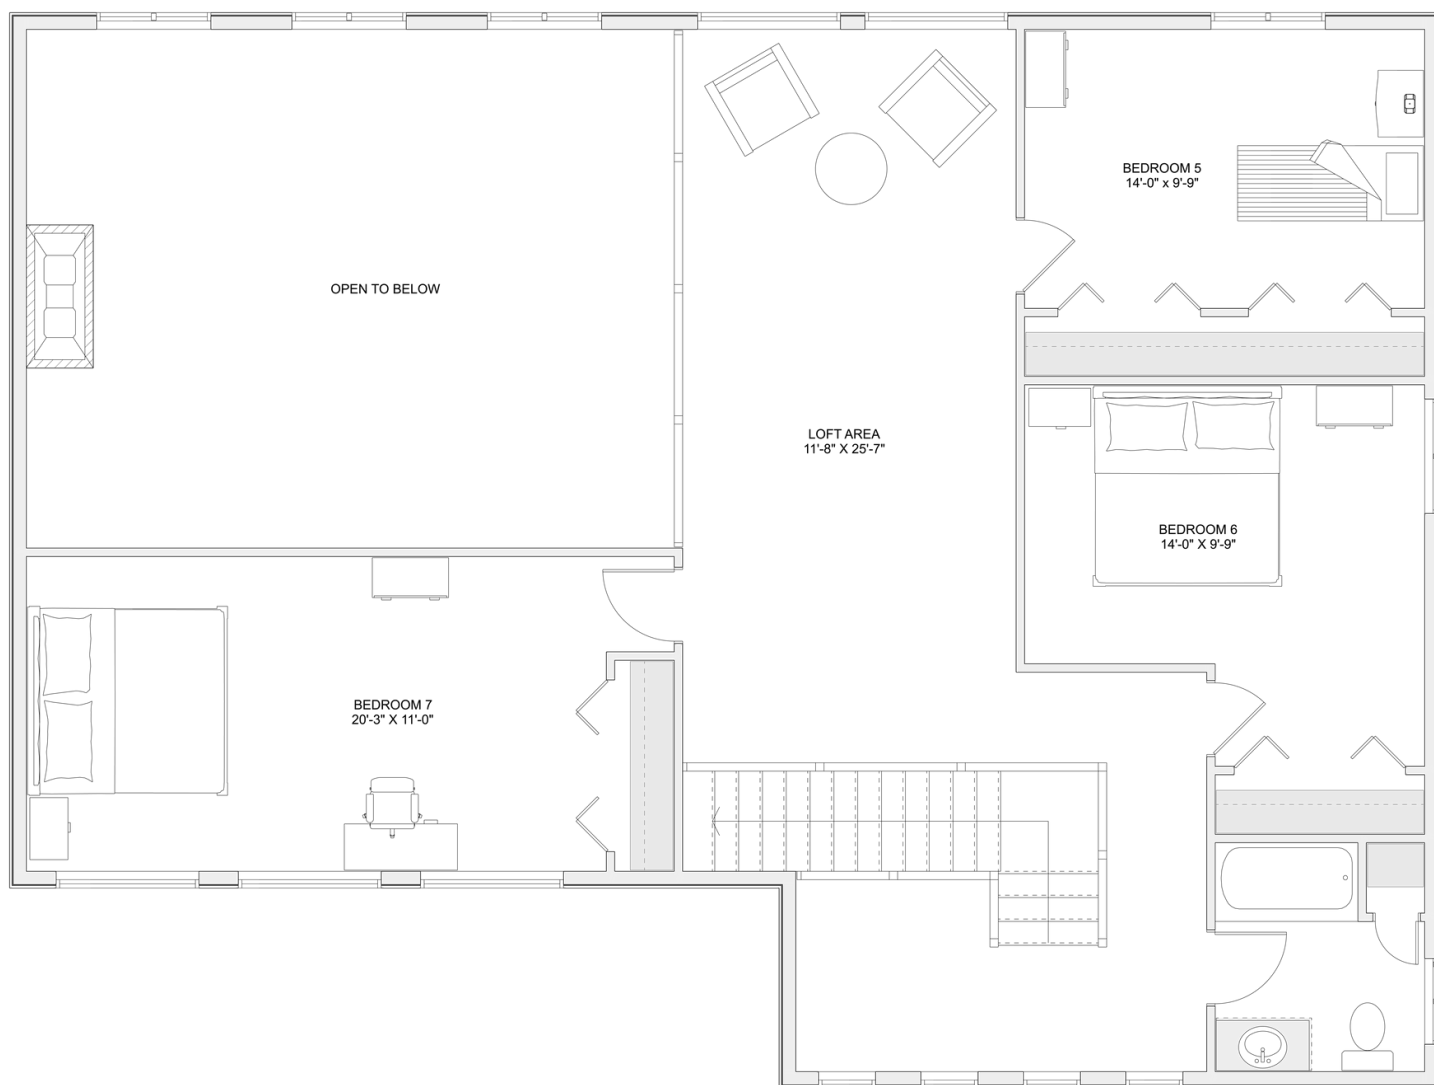 BEDROOM 5
14'-0" x 9'-9"
OPEN TO BELOW
LOFT AREA
11'-8" X 25'-7"
BEDROOM 6
14'-0" X 9'-9"
BEDROOM 7
20'-3" X 11'-0"